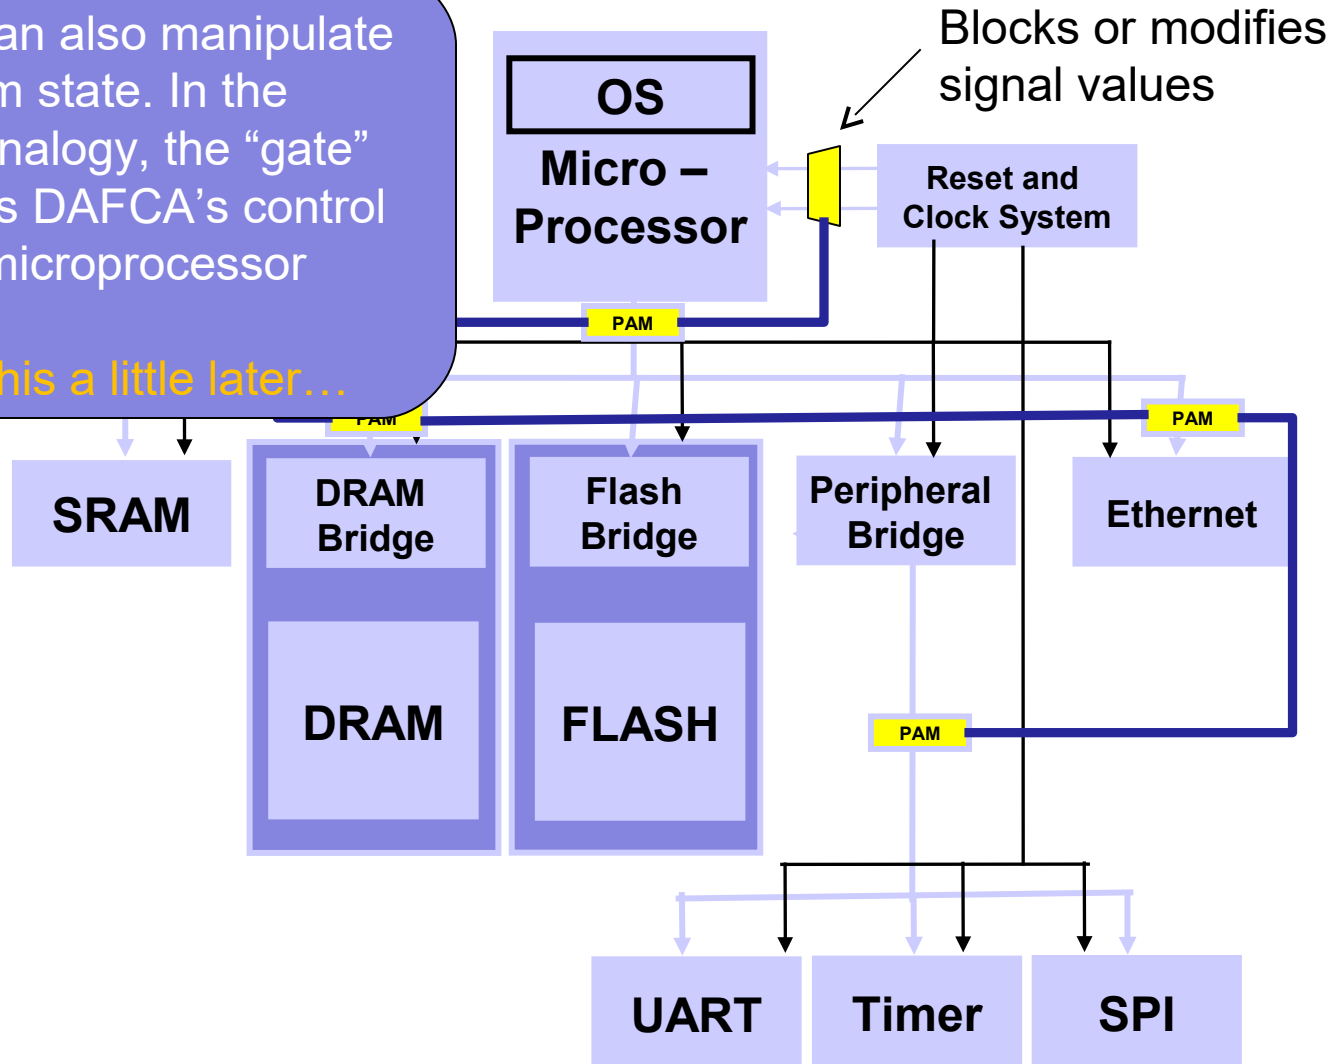 an also manipulate
m state. In the
nalogy, the “gate”
s DAFCA’s control
microprocessor
his a little later…
Blocks or modifies
signal values
OS
Micro –
Processor
Reset and
Clock System
PAM
PAM
PAM
SRAM
DRAM
Bridge
Flash
Bridge
Peripheral
Bridge
Ethernet
DRAM
FLASH
PAM
UART
Timer
SPI